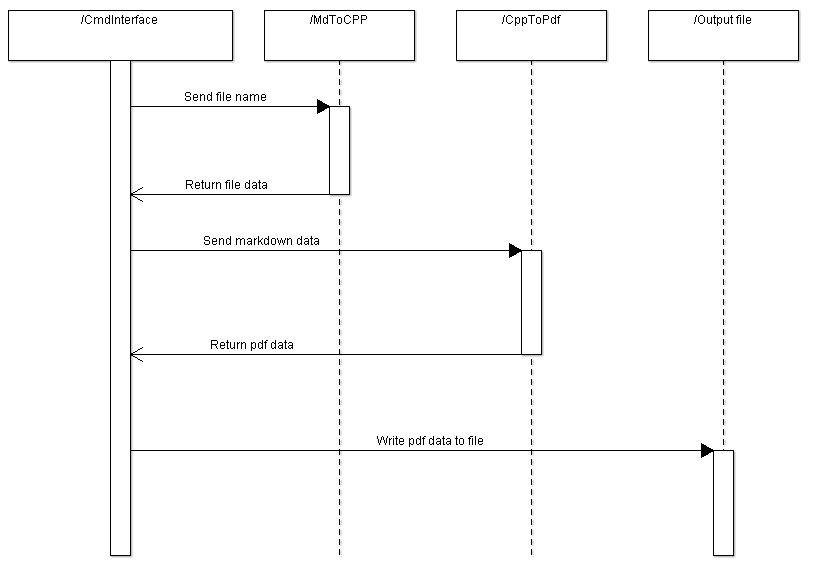 /CmdInterface
/MdToCPP
/CppToPdf
/Output file
Send file name
Return file data
Send markdown data
Return pdf data
Write pdf data to file